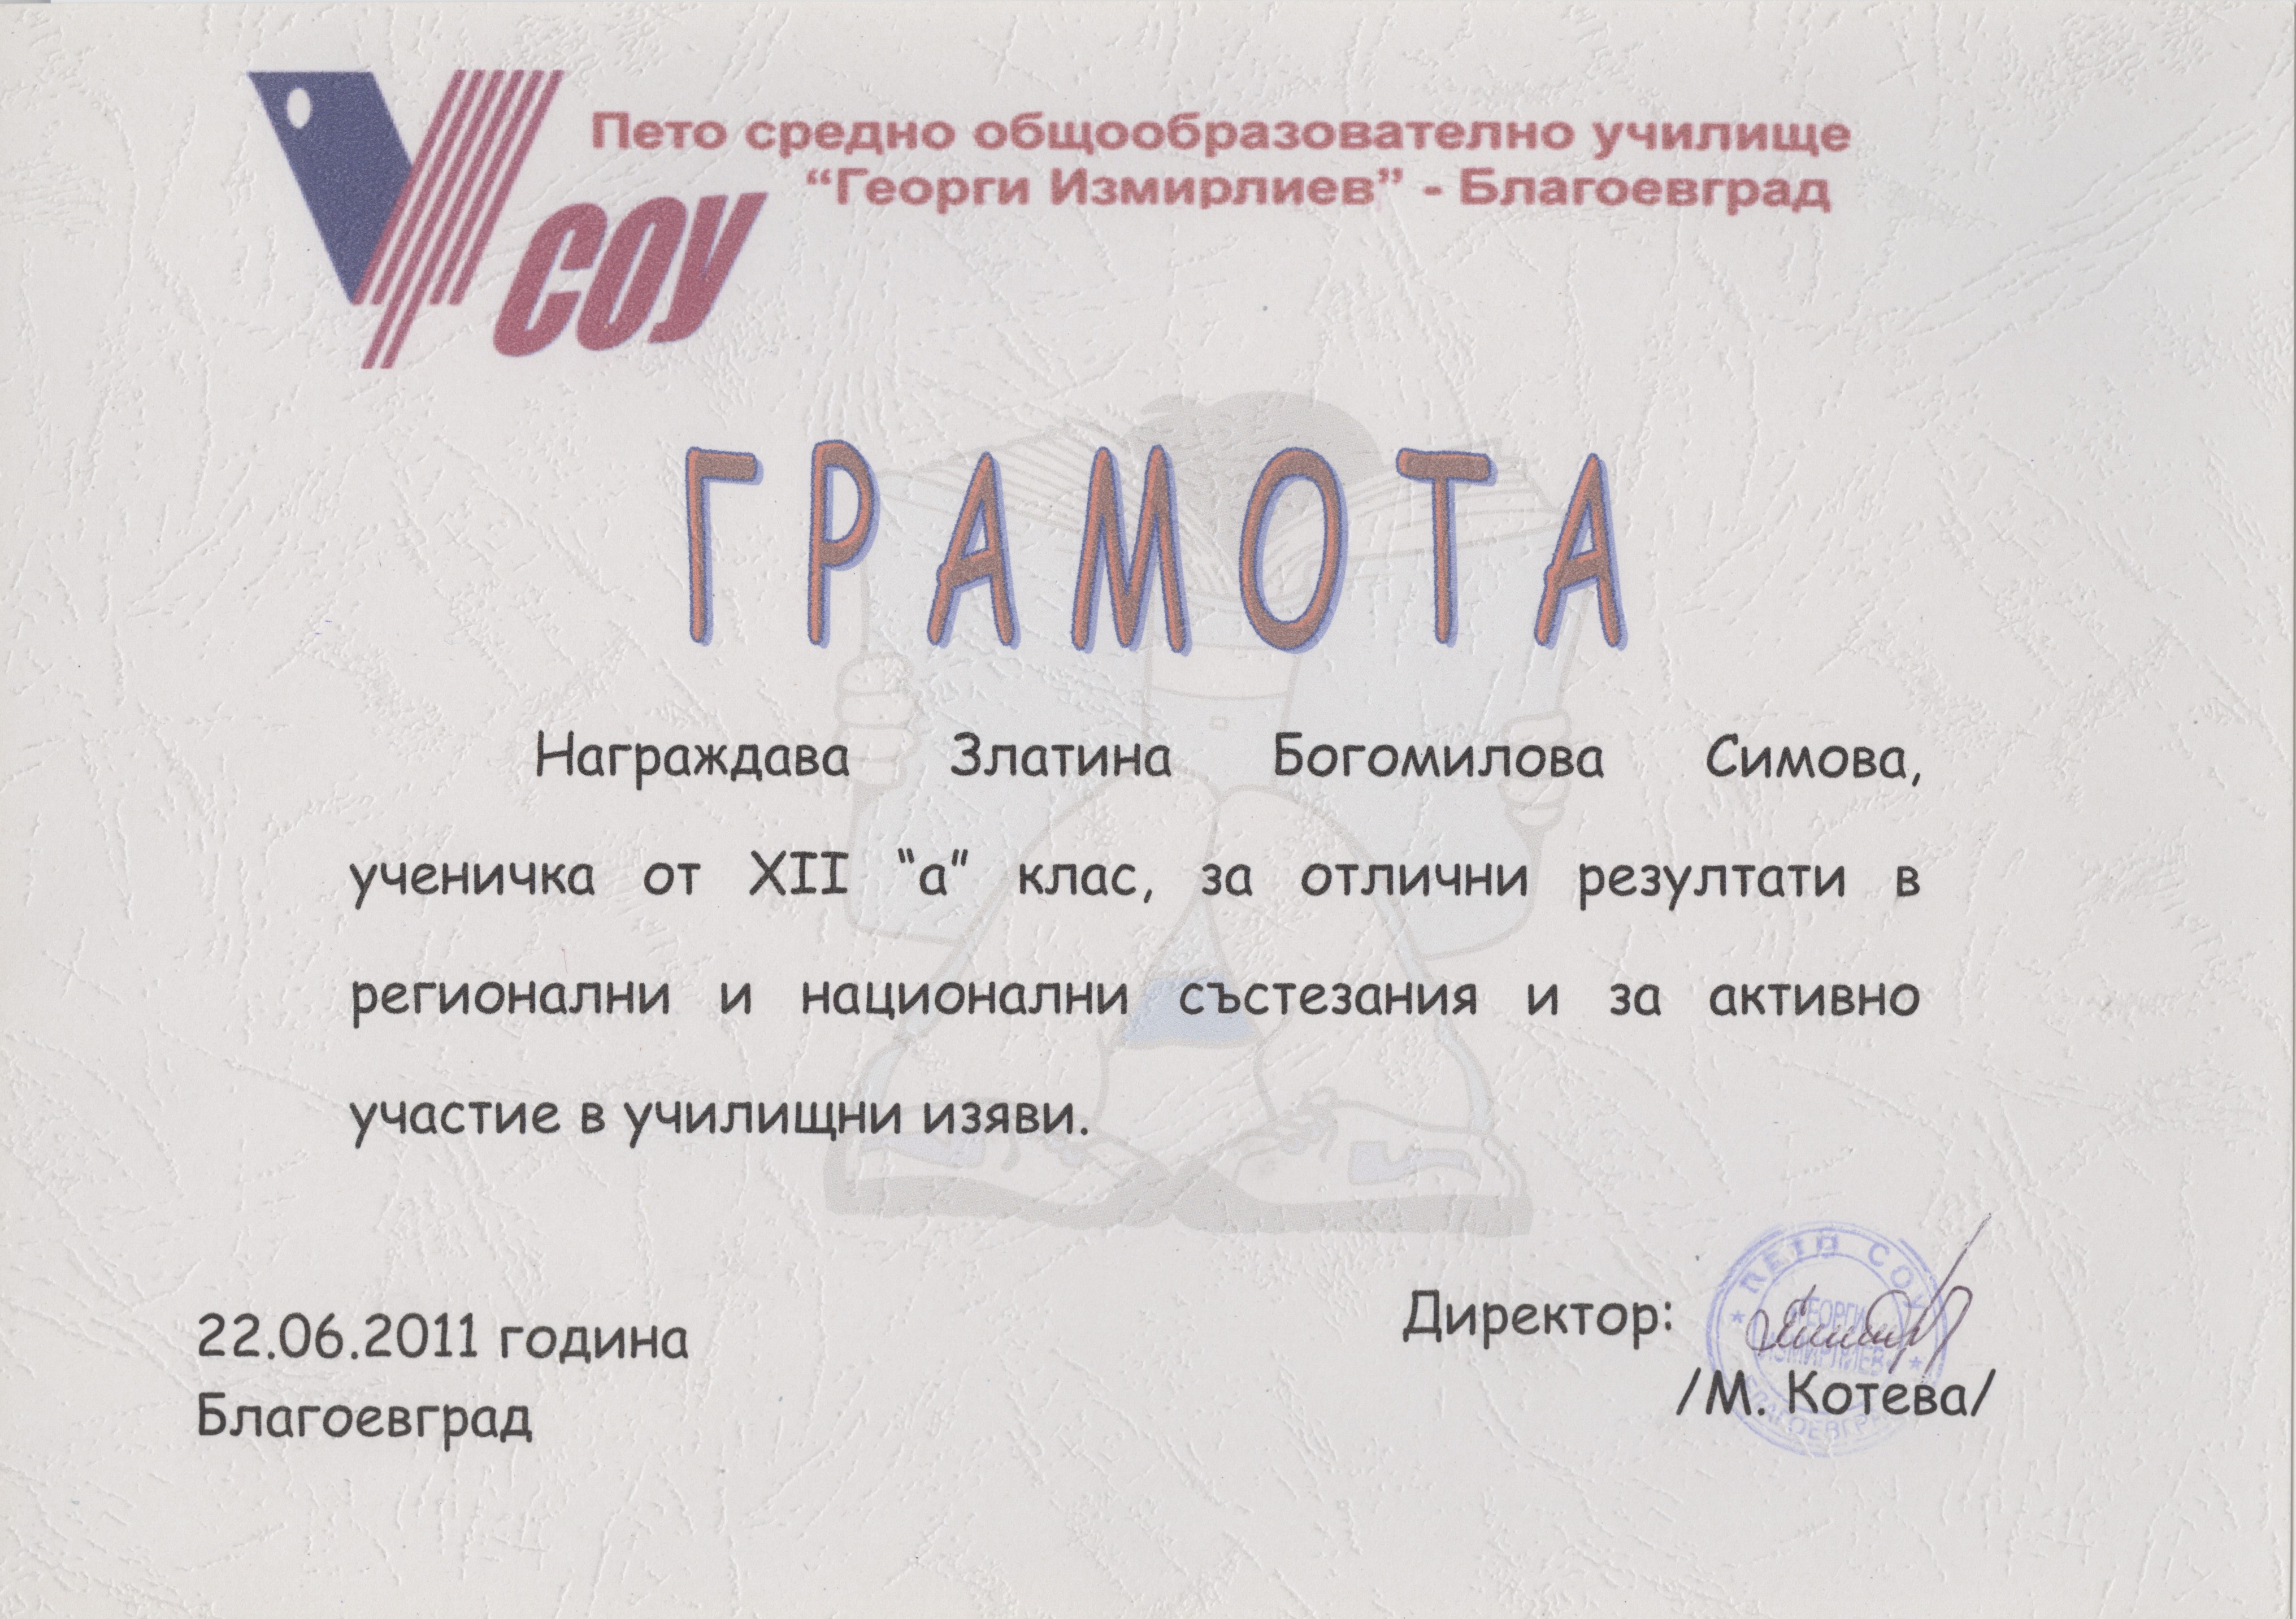 Пето средно общообразователно училище
“Георги Измирлиев” - Благоевград
V СОУ
ГРАМОТА
Награждава Златина Богомилова Симова,
ученичка от XII “а” клас, за отлични резултати в
регионални и национални състезания и за активно
участие в училищни изяви.
22.06.2011 година
Благоевград
Директор:
/М. Котева/
ПЕТО СОУ
ГЕОРГИ
ИЗМИРЛИЕВ
БЛАГОЕВГРАД